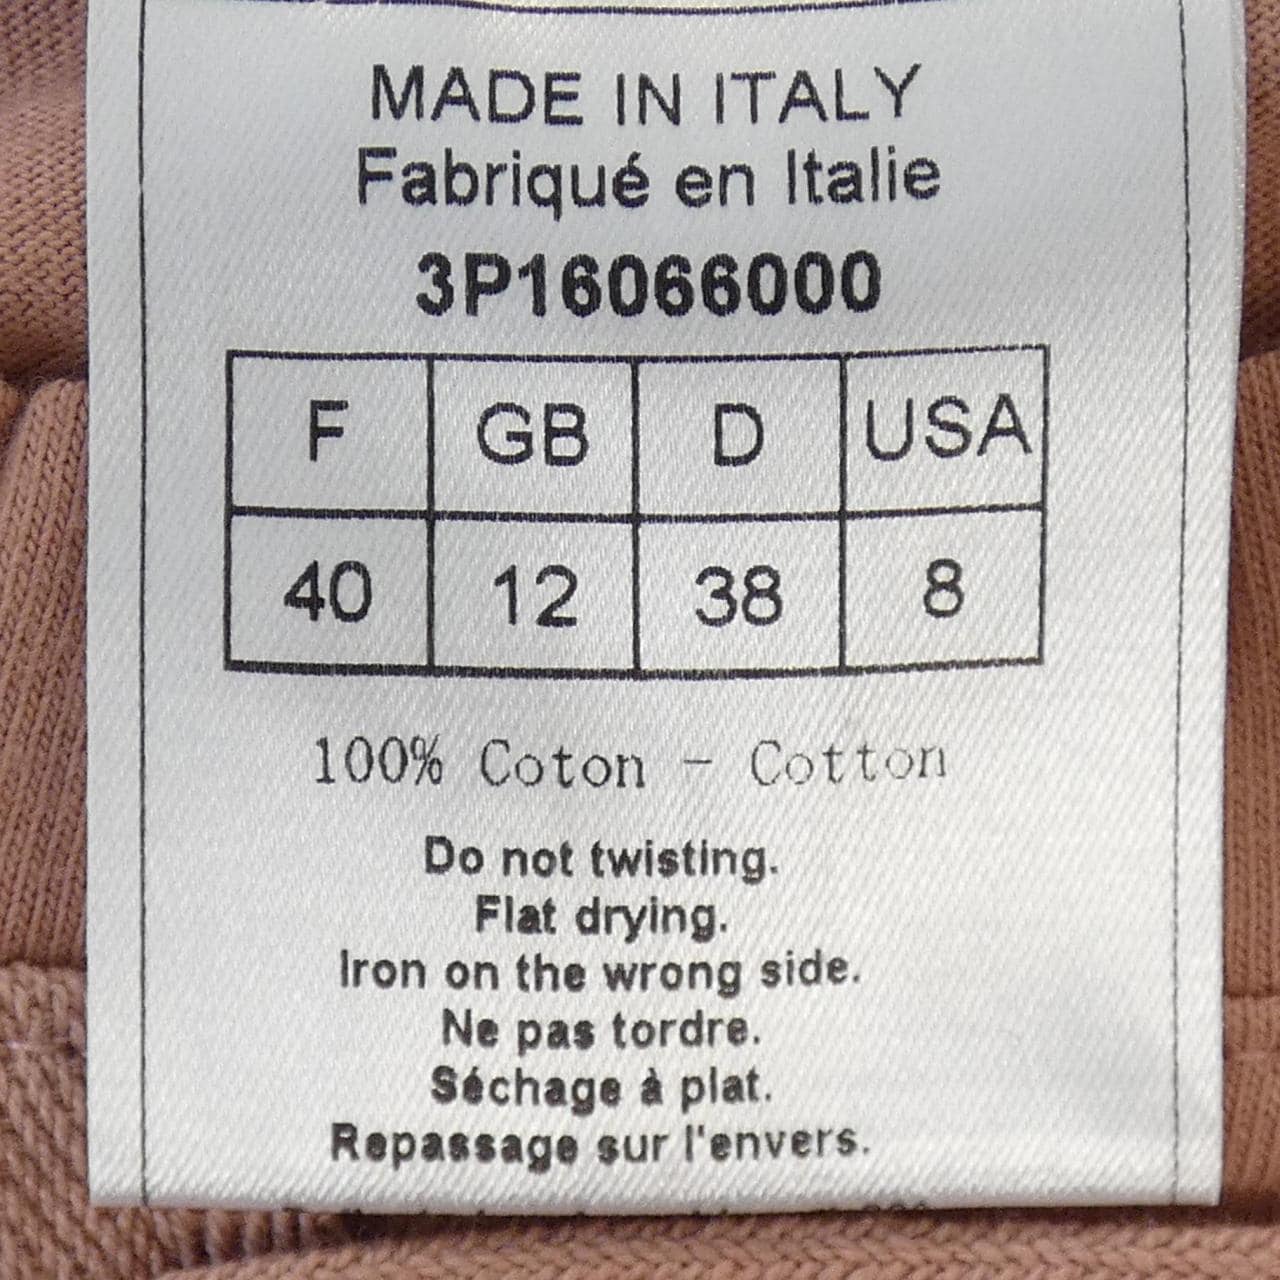 MADE IN ITALY
Fabriqué en Italie
3P16066000
F GB D USA
40 12 38 8
100% Coton - Cotton
Do not twisting.
Flat drying.
Iron on the wrong side.
Ne pas tordre.
Séchage à plat.
Repassage sur l'envers.